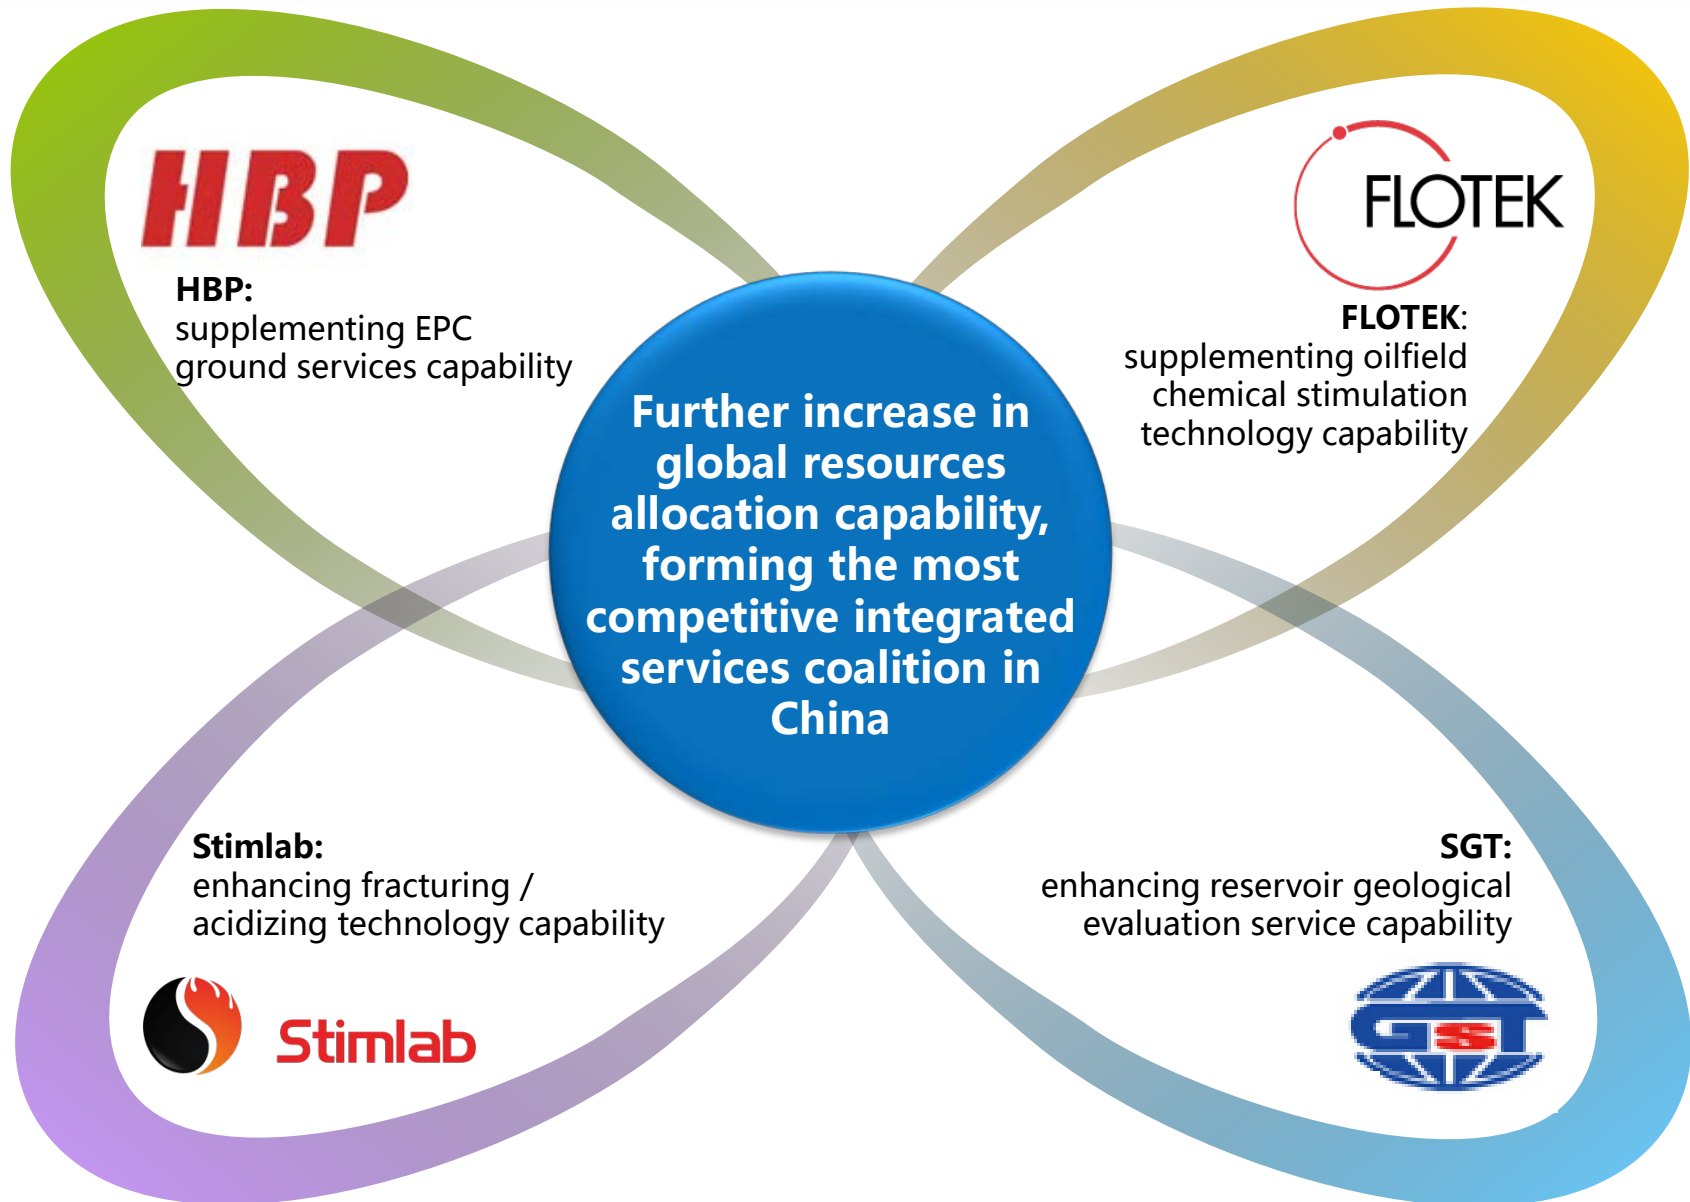 HBP
HBP:
supplementing EPC
ground services capability
FLOTEK
FLOTEK:
supplementing oilfield
chemical stimulation
technology capability
Further increase in
global resources
allocation capability,
forming the most
competitive integrated
services coalition in
China
Stimlab:
enhancing fracturing /
acidizing technology capability
Stimlab
SGT:
enhancing reservoir geological
evaluation service capability
GsT